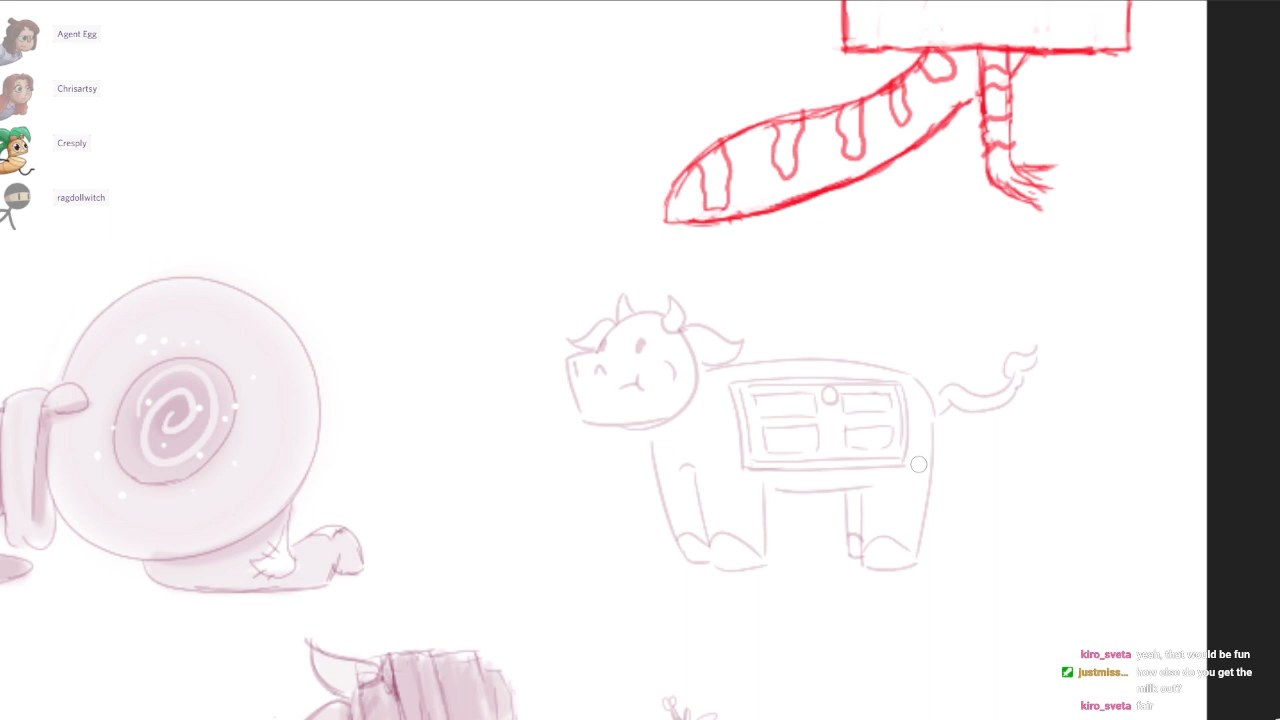 Agent Egg
Chrisartsy
Cresply
ragdollwitch
kiro_sveta yeah, that would be fun
justmiss... how else do you get the
milk out?
kiro_sveta fair